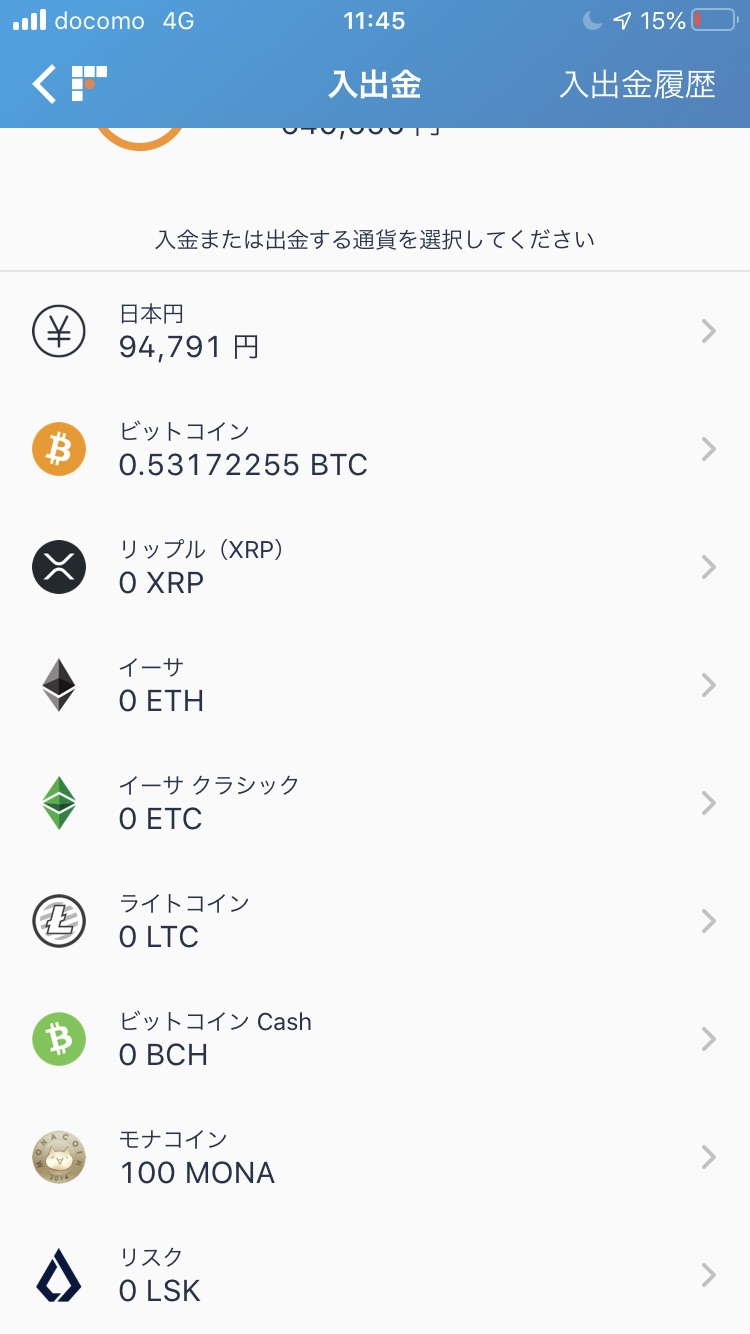 docomo 4G 11:45 15%
入出金 入出金履歴
入金または出金する通貨を選択してください
日本円
94,791 円
ビットコイン
0.53172255 BTC
リップル（XRP）
0 XRP
イーサ
0 ETH
イーサ クラシック
0 ETC
ライトコイン
0 LTC
ビットコイン Cash
0 BCH
モナコイン
100 MONA
リスク
0 LSK